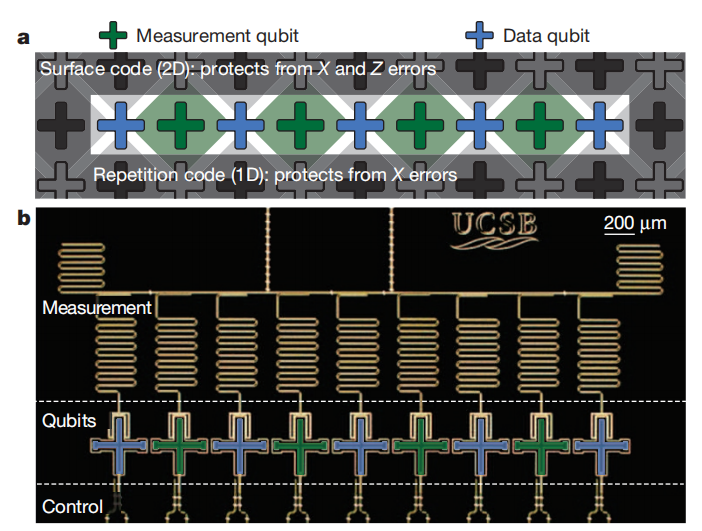 a
Measurement qubit
Data qubit
Surface code (2D): protects from X and Z errors
Repetition code (1D): protects from X errors
b
UCSB
200 μm
Measurement
Qubits
Control